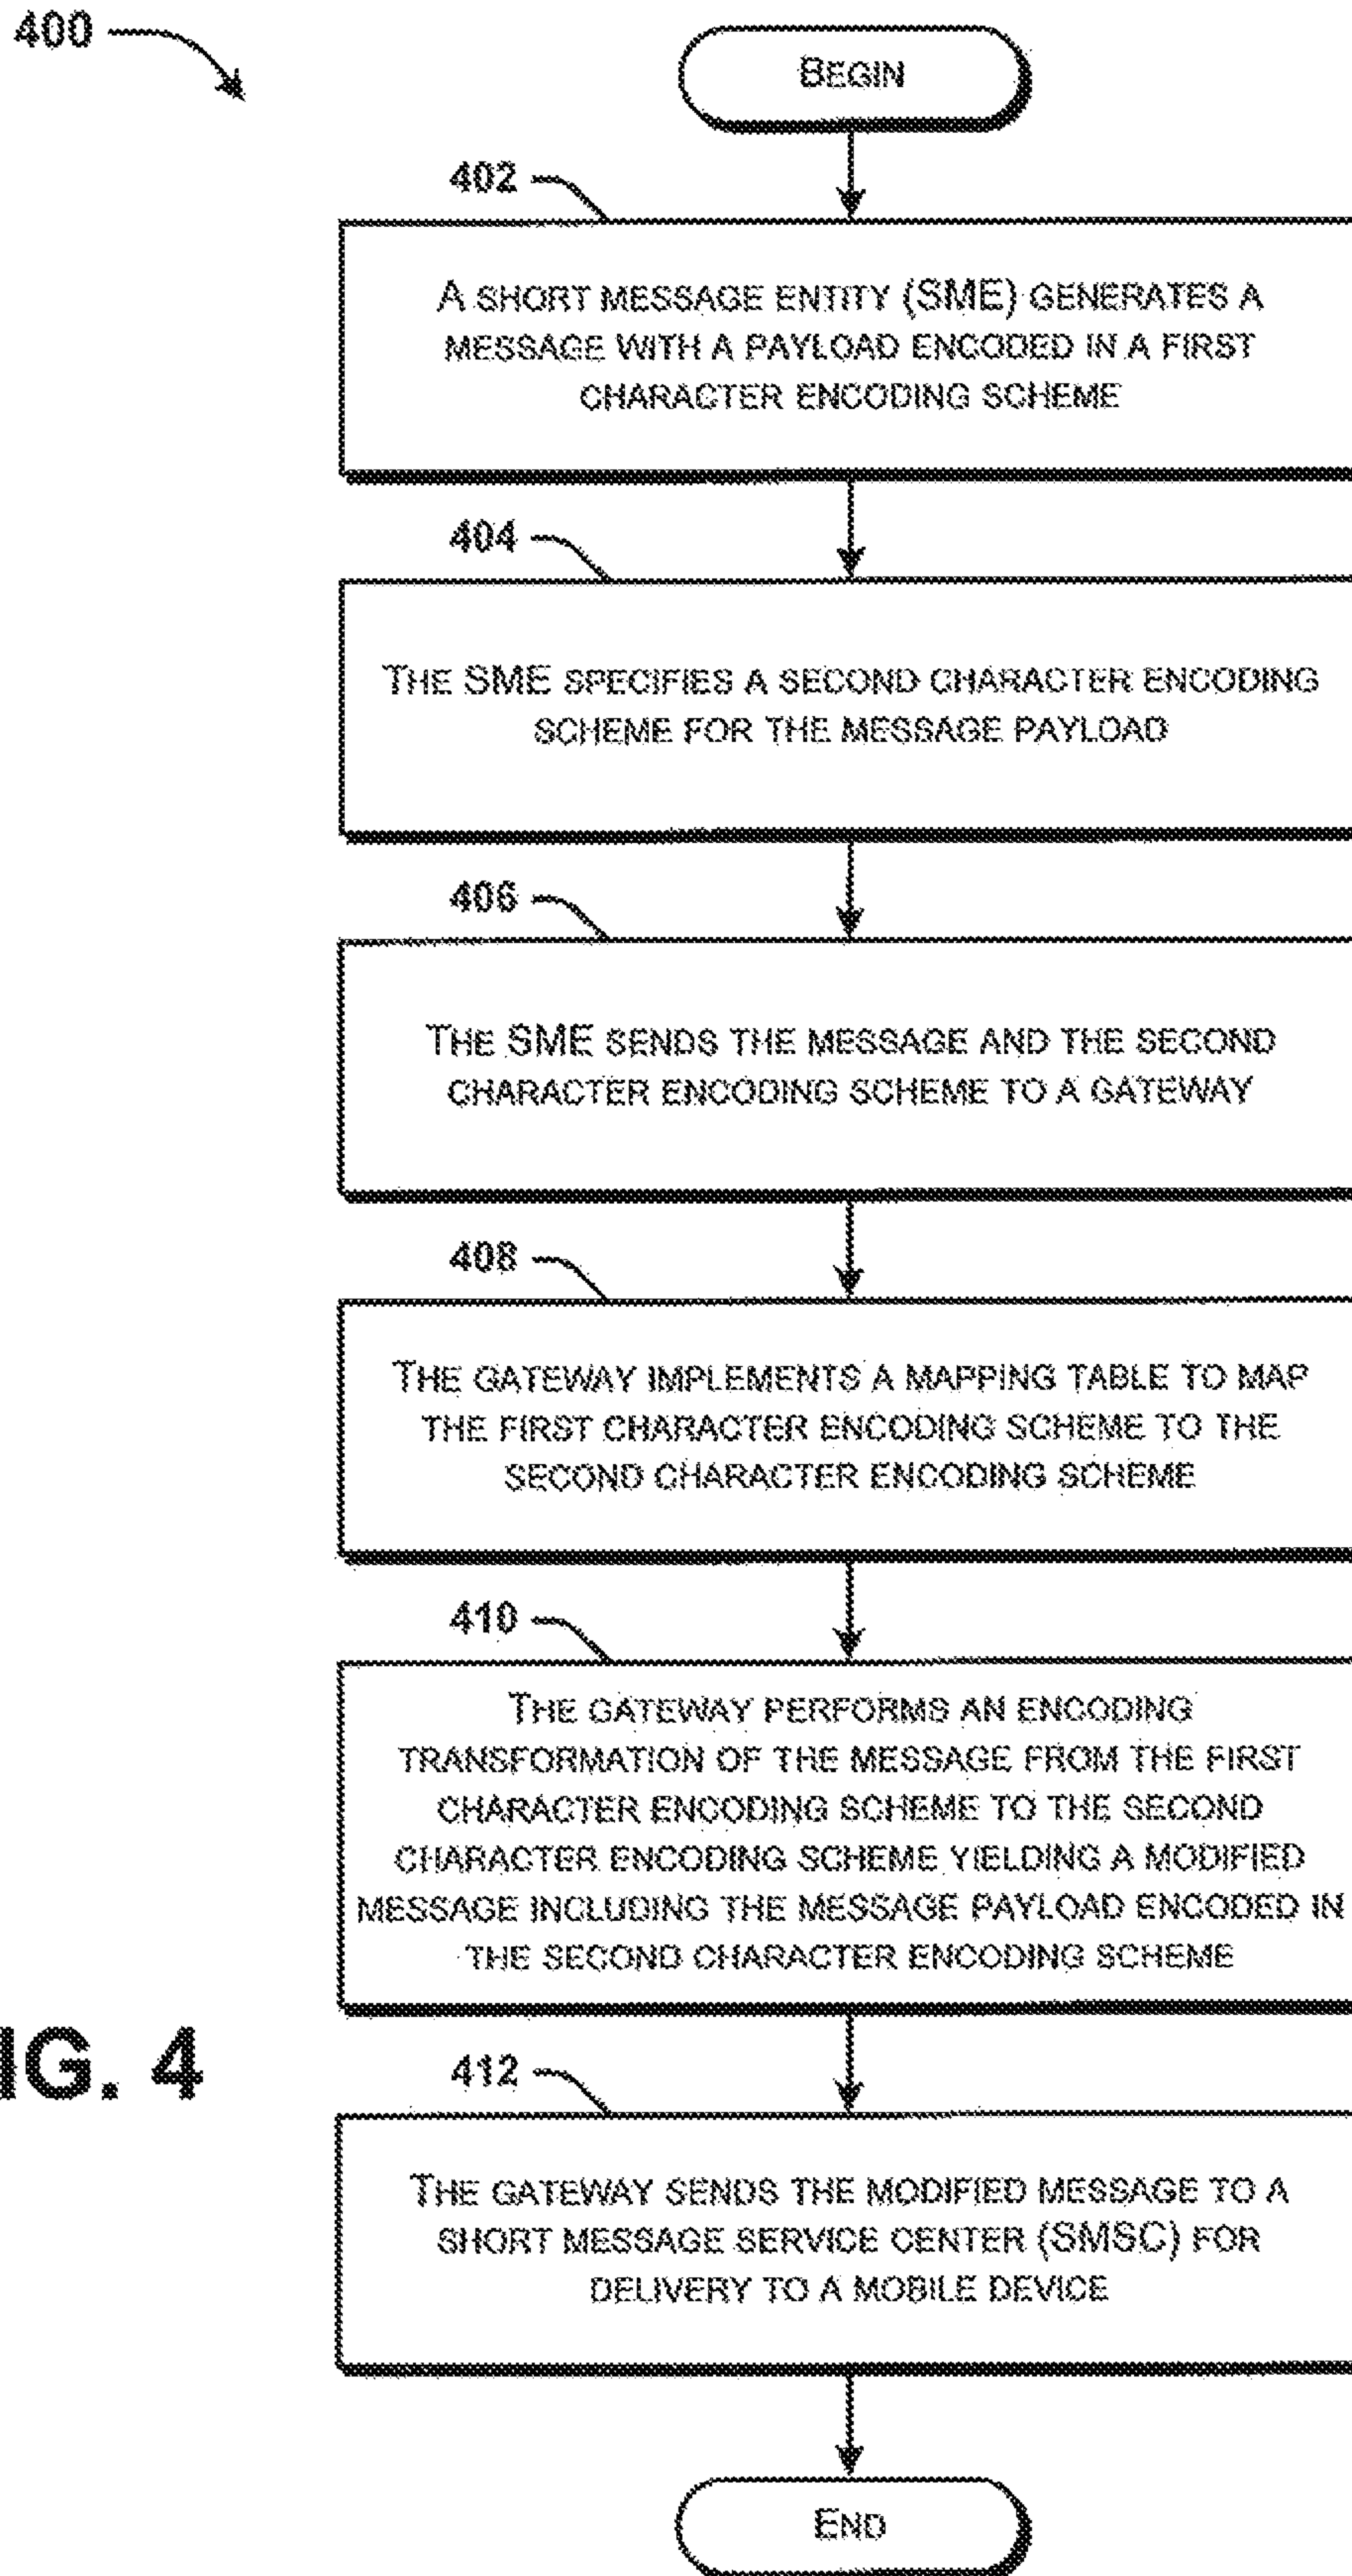 400
BEGIN
402
A SHORT MESSAGE ENTITY (SME) GENERATES A
MESSAGE WITH A PAYLOAD ENCODED IN A FIRST
CHARACTER ENCODING SCHEME
404
THE SME SPECIFIES A SECOND CHARACTER ENCODING
SCHEME FOR THE MESSAGE PAYLOAD
406
THE SME SENDS THE MESSAGE AND THE SECOND
CHARACTER ENCODING SCHEME TO A GATEWAY
408
THE GATEWAY IMPLEMENTS A MAPPING TABLE TO MAP
THE FIRST CHARACTER ENCODING SCHEME TO THE
SECOND CHARACTER ENCODING SCHEME
410
THE GATEWAY PERFORMS AN ENCODING
TRANSFORMATION OF THE MESSAGE FROM THE FIRST
CHARACTER ENCODING SCHEME TO THE SECOND
CHARACTER ENCODING SCHEME YIELDING A MODIFIED
MESSAGE INCLUDING THE MESSAGE PAYLOAD ENCODED IN
THE SECOND CHARACTER ENCODING SCHEME
IG. 4
412
THE GATEWAY SENDS THE MODIFIED MESSAGE TO A
SHORT MESSAGE SERVICE CENTER (SMSC) FOR
DELIVERY TO A MOBILE DEVICE
END